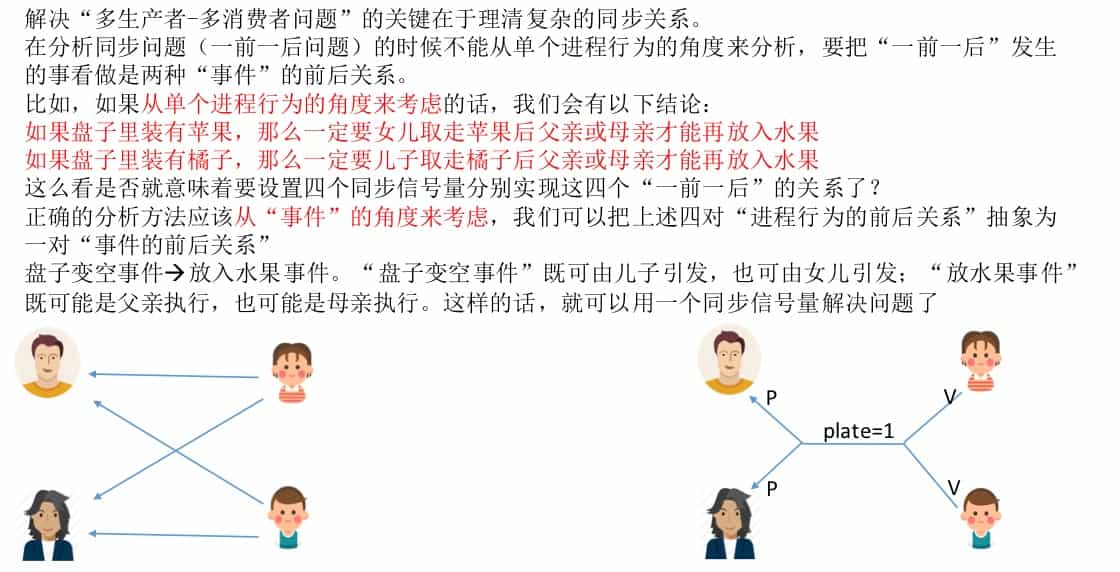 解决“多生产者-多消费者问题”的关键在于理清复杂的同步关系。
在分析同步问题（一前一后问题）的时候不能从单个进程行为的角度来分析，要把“一前一后”发生
的事看做是两种“事件”的前后关系。
比如，如果从单个进程行为的角度来考虑的话，我们会有以下结论：
如果盘子里装有苹果，那么一定要女儿取走苹果后父亲或母亲才能再放入水果
如果盘子里装有橘子，那么一定要儿子取走橘子后父亲或母亲才能再放入水果
这么看是否就意味着要设置四个同步信号量分别实现这四个“一前一后”的关系了？
正确的分析方法应该从“事件”的角度来考虑，我们可以把上述四对“进程行为的前后关系”抽象为
一对“事件的前后关系”
盘子变空事件→放入水果事件。“盘子变空事件”既可由儿子引发，也可由女儿引发；“放水果事件”
既可能是父亲执行，也可能是母亲执行。这样的话，就可以用一个同步信号量解决问题了
P
V
plate=1
P
V